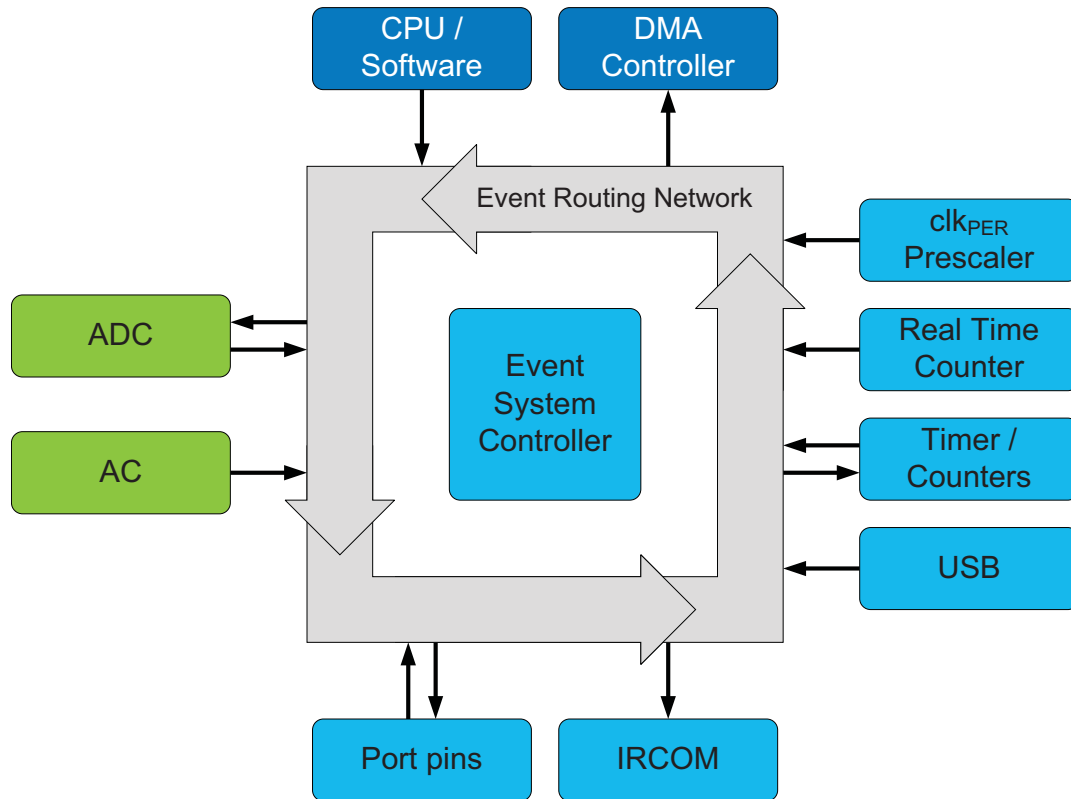 CPU /
Software
DMA
Controller
Event Routing Network
clkPER
Prescaler
ADC
Real Time
Counter
Event
System
Controller
AC
Timer /
Counters
USB
Port pins
IRCOM